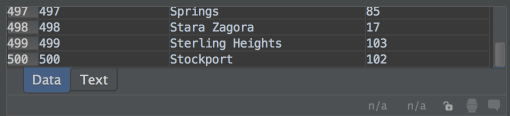 497 497 Springs 85
498 498 Stara Zagora 17
499 499 Sterling Heights 103
500 500 Stockport 102
Data Text
n/a n/a